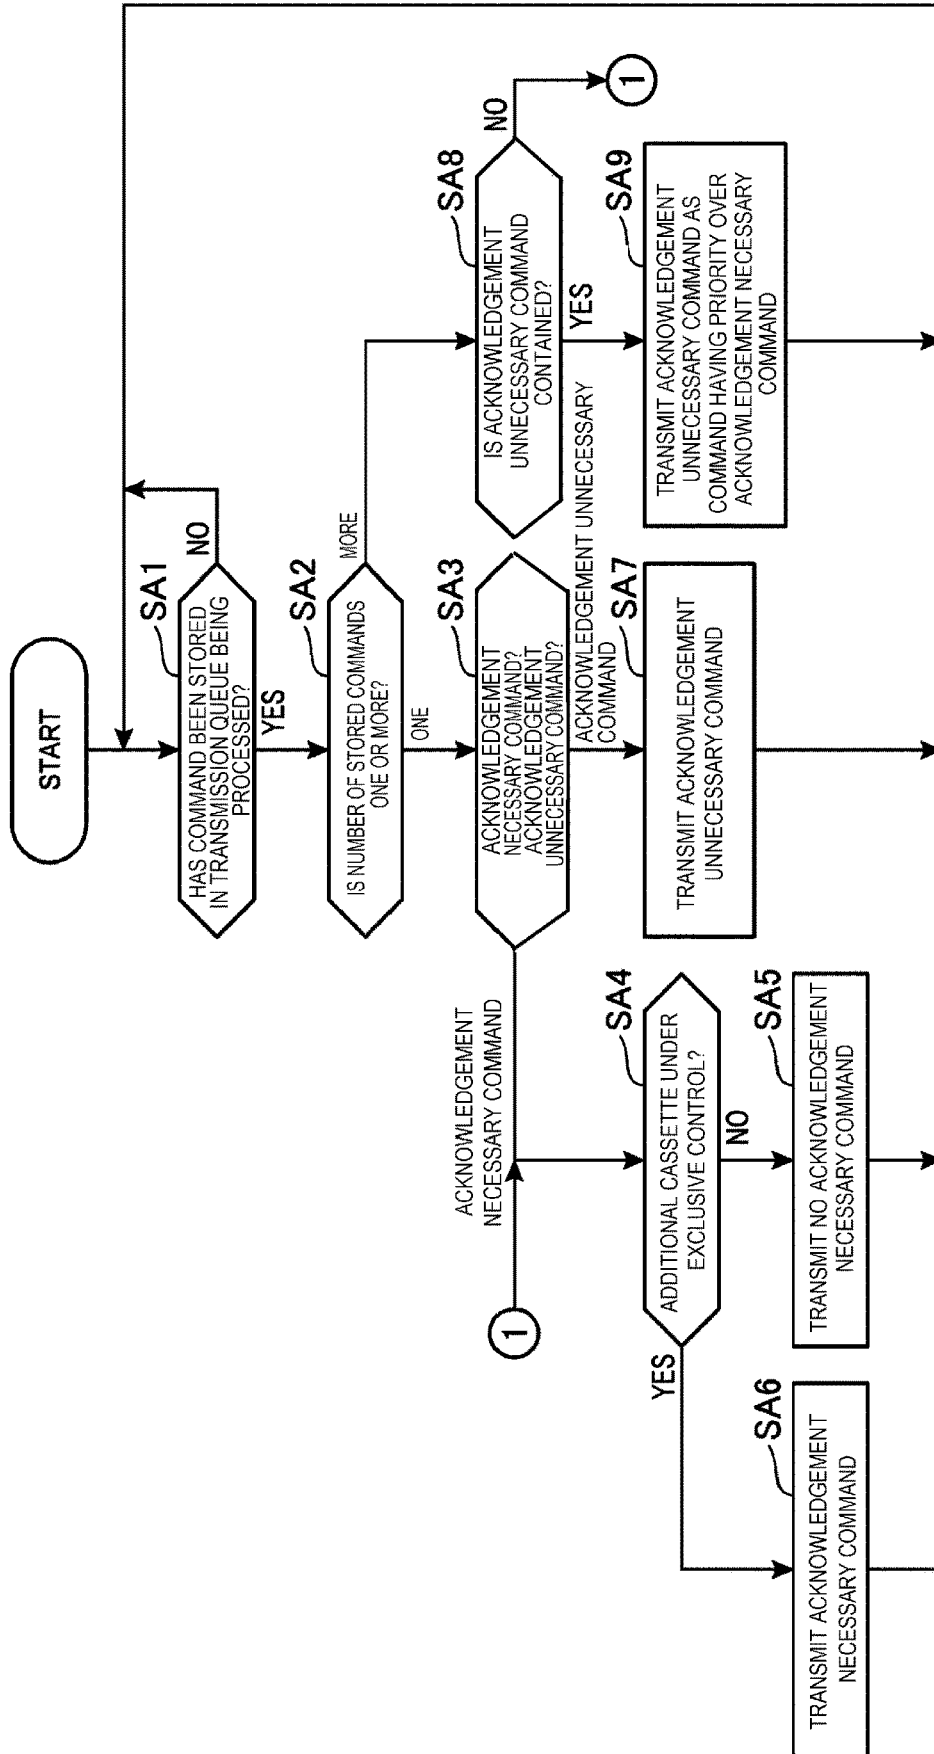 START
SA1
HAS COMMAND BEEN STORED
IN TRANSMISSION QUEUE BEING
PROCESSED?
NO
YES
SA2
IS NUMBER OF STORED COMMANDS
ONE OR MORE?
MORE
ONE
SA3
ACKNOWLEDGEMENT
NECESSARY COMMAND?
ACKNOWLEDGEMENT
UNNECESSARY COMMAND?
ACKNOWLEDGEMENT
NECESSARY COMMAND
ACKNOWLEDGEMENT UNNECESSARY
COMMAND
1
SA4
ADDITIONAL CASSETTE UNDER
EXCLUSIVE CONTROL?
YES
NO
SA6
TRANSMIT ACKNOWLEDGEMENT
NECESSARY COMMAND
SA5
TRANSMIT NO ACKNOWLEDGEMENT
NECESSARY COMMAND
SA7
TRANSMIT ACKNOWLEDGEMENT
UNNECESSARY COMMAND
SA8
IS ACKNOWLEDGEMENT
UNNECESSARY COMMAND
CONTAINED?
NO
1
YES
SA9
TRANSMIT ACKNOWLEDGEMENT
UNNECESSARY COMMAND AS
COMMAND HAVING PRIORITY OVER
ACKNOWLEDGEMENT NECESSARY
COMMAND